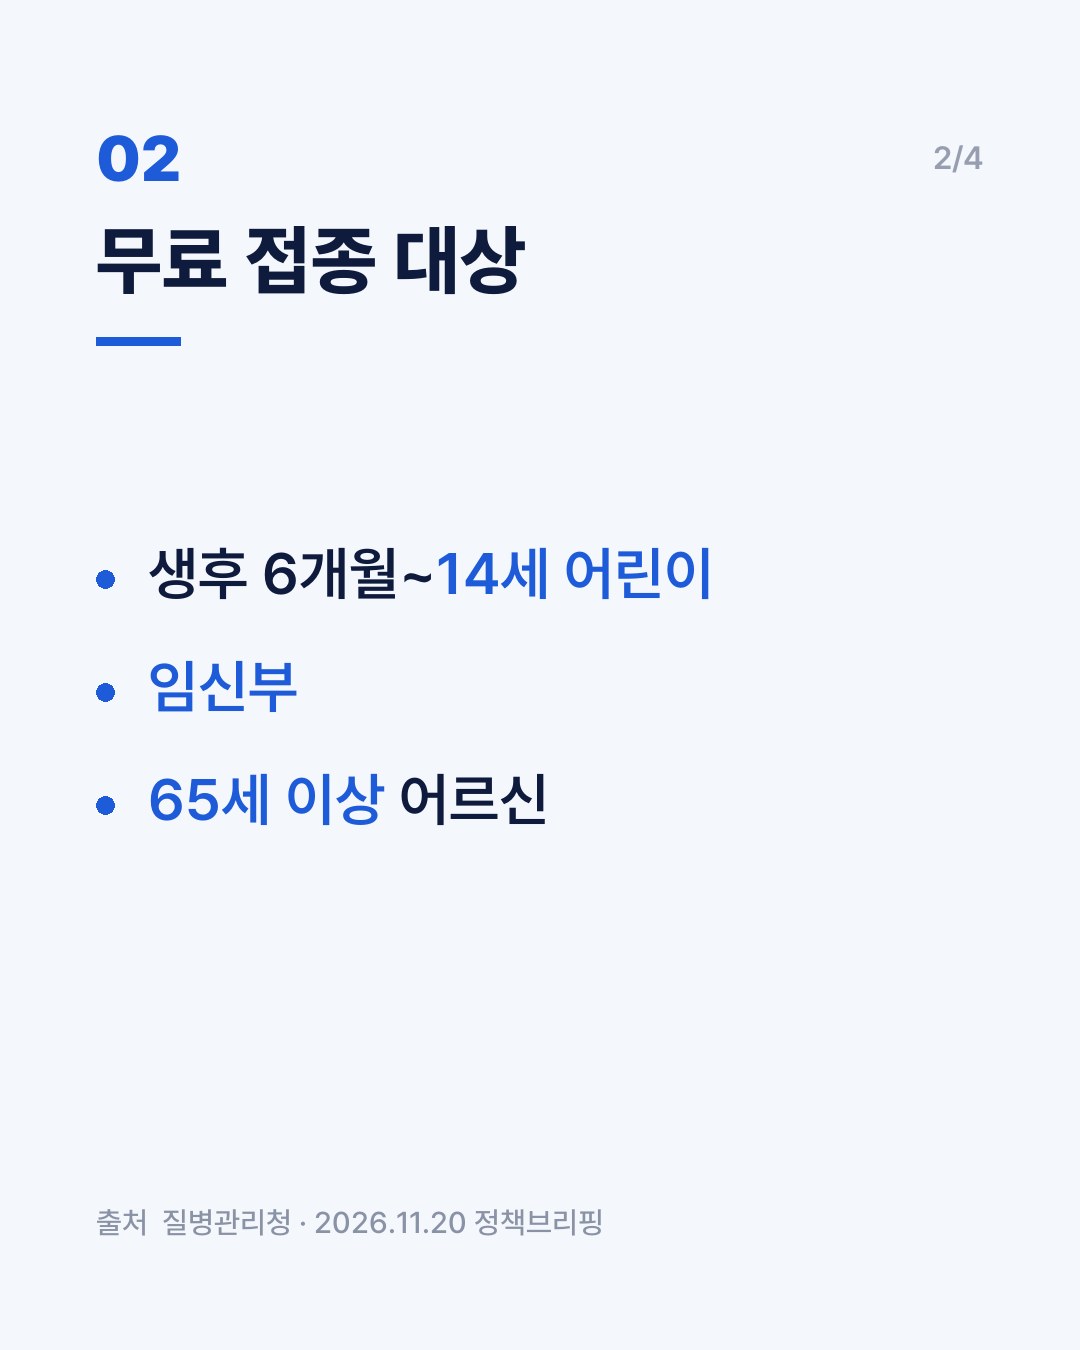 02
2/4
무료 접종 대상
• 생후 6개월~14세 어린이
• 임신부
• 65세 이상 어르신
출처 질병관리청 · 2026.11.20 정책브리핑